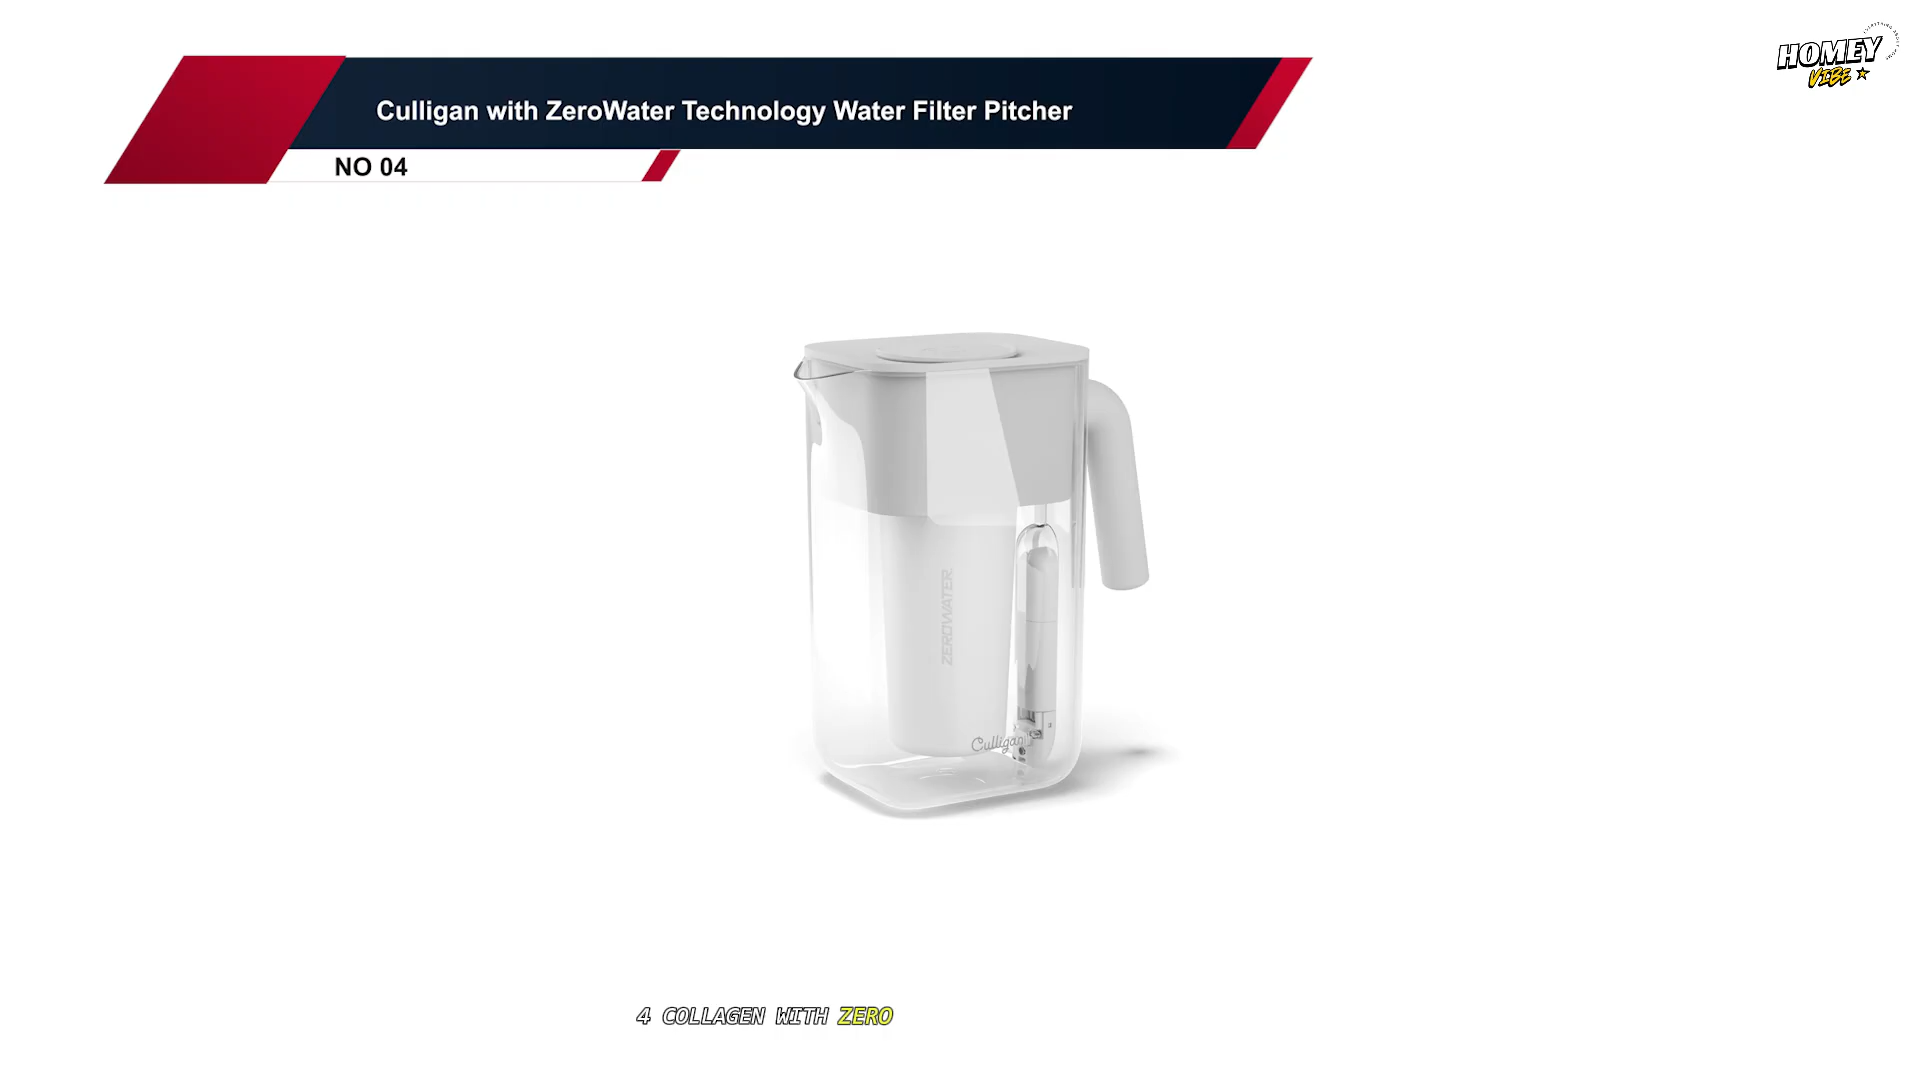 Culligan with ZeroWater Technology Water Filter Pitcher
NO 04
HOMEY
VIBE
ZEROWATER
Culligan
4 COLLAGEN WITH ZERO